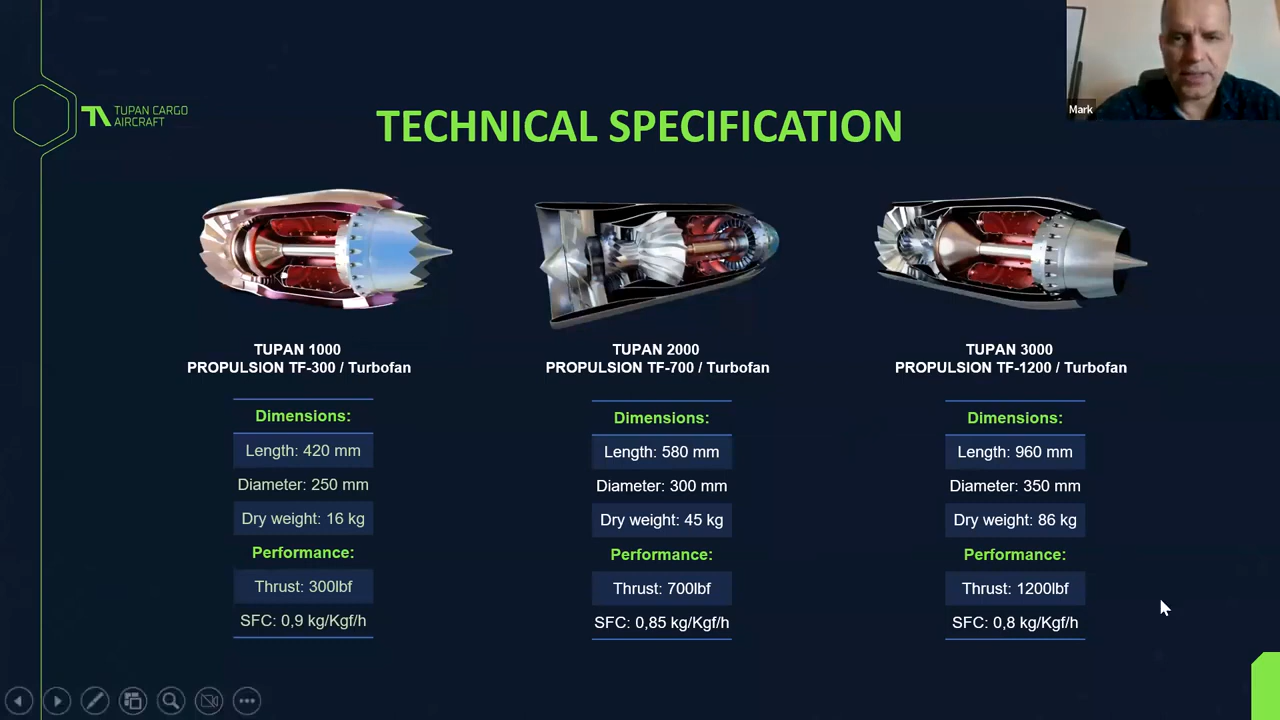 Mark
TUPAN CARGO
AIRCRAFT
TECHNICAL SPECIFICATION
TUPAN 1000
PROPULSION TF-300 / Turbofan
Dimensions:
Length: 420 mm
Diameter: 250 mm
Dry weight: 16 kg
Performance:
Thrust: 300lbf
SFC: 0,9 kg/Kgf/h
TUPAN 2000
PROPULSION TF-700 / Turbofan
Dimensions:
Length: 580 mm
Diameter: 300 mm
Dry weight: 45 kg
Performance:
Thrust: 700lbf
SFC: 0,85 kg/Kgf/h
TUPAN 3000
PROPULSION TF-1200 / Turbofan
Dimensions:
Length: 960 mm
Diameter: 350 mm
Dry weight: 86 kg
Performance:
Thrust: 1200lbf
SFC: 0,8 kg/Kgf/h